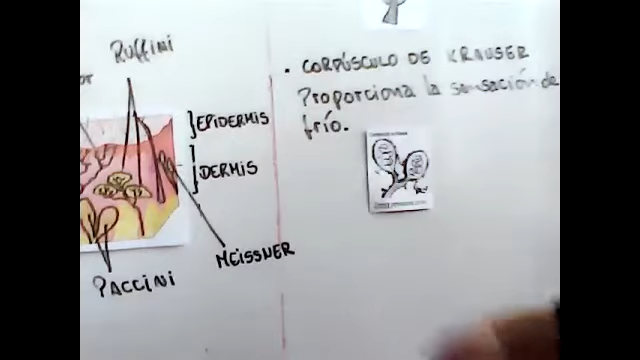 RUFFINI
EPIDERMIS
DERMIS
MEISSNER
PACCINI
• CORPÚSCULO DE KRAUSER
Proporciona la sensación de
frío.